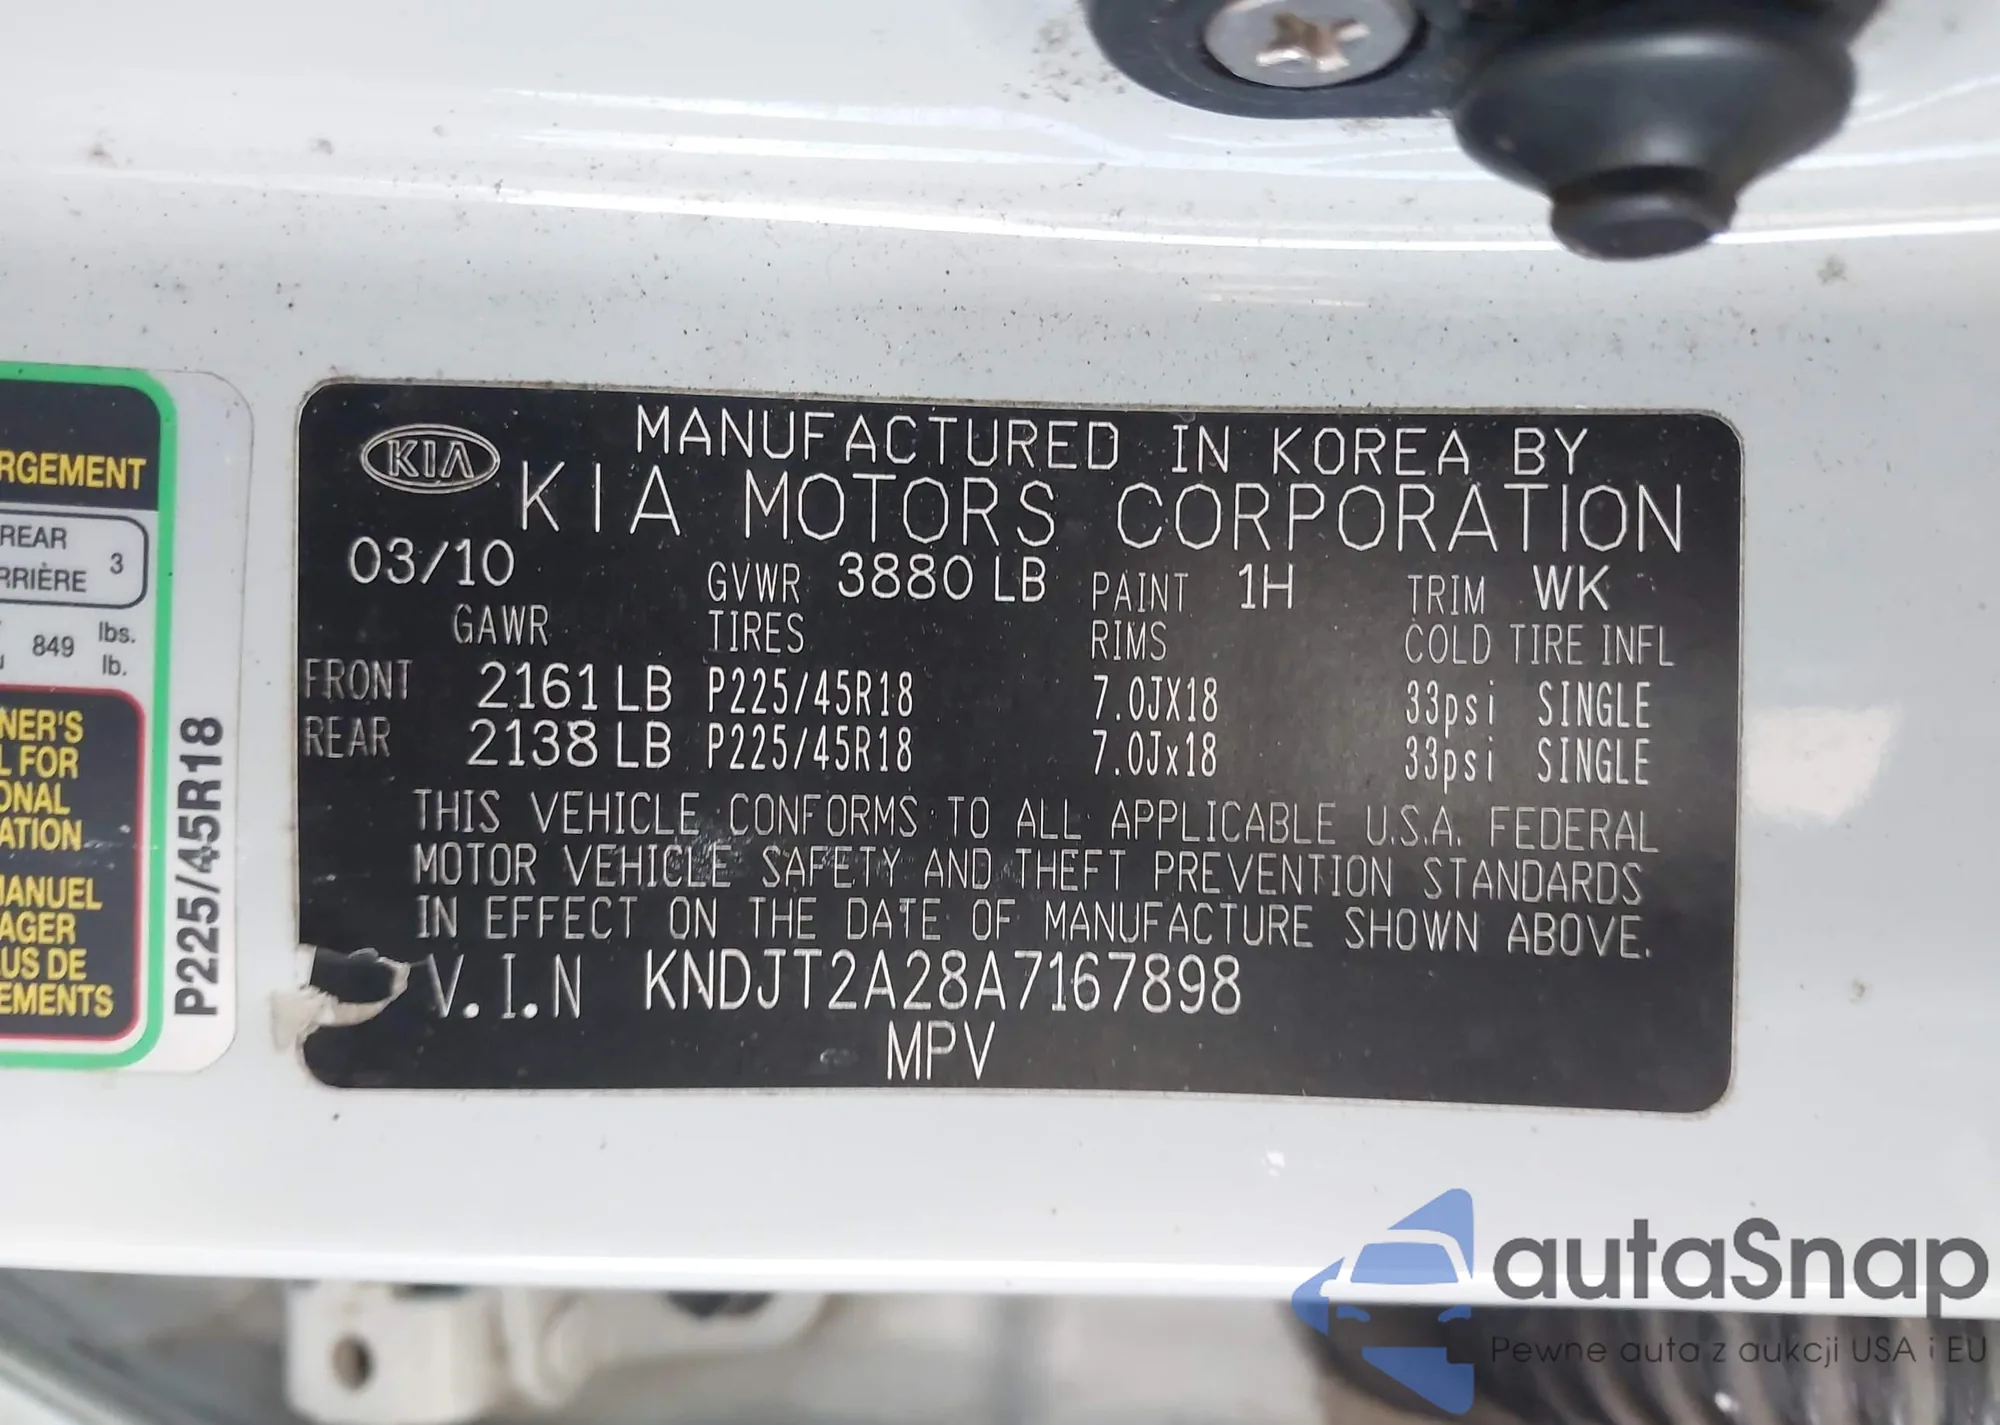 RGEMENT
REAR
RRIÈRE
3
849
lbs.
lb.
NER'S
L FOR
ONAL
ATION
MANUEL
AGER
US DE
EMENTS
P225/45R18
KIA
MANUFACTURED IN KOREA BY
KIA MOTORS CORPORATION
03/10 GVWR 3880 LB PAINT 1H TRIM WK
GAWR TIRES RIMS COLD TIRE INFL
FRONT 2161 LB P225/45R18 7.0JX18 33psi SINGLE
REAR 2138 LB P225/45R18 7.0Jx18 33psi SINGLE
THIS VEHICLE CONFORMS TO ALL APPLICABLE U.S.A. FEDERAL
MOTOR VEHICLE SAFETY AND THEFT PREVENTION STANDARDS
IN EFFECT ON THE DATE OF MANUFACTURE SHOWN ABOVE.
V.I.N KNDJT2A28A7167898
MPV
autaSnap
Pewne auta z aukcji USA i EU